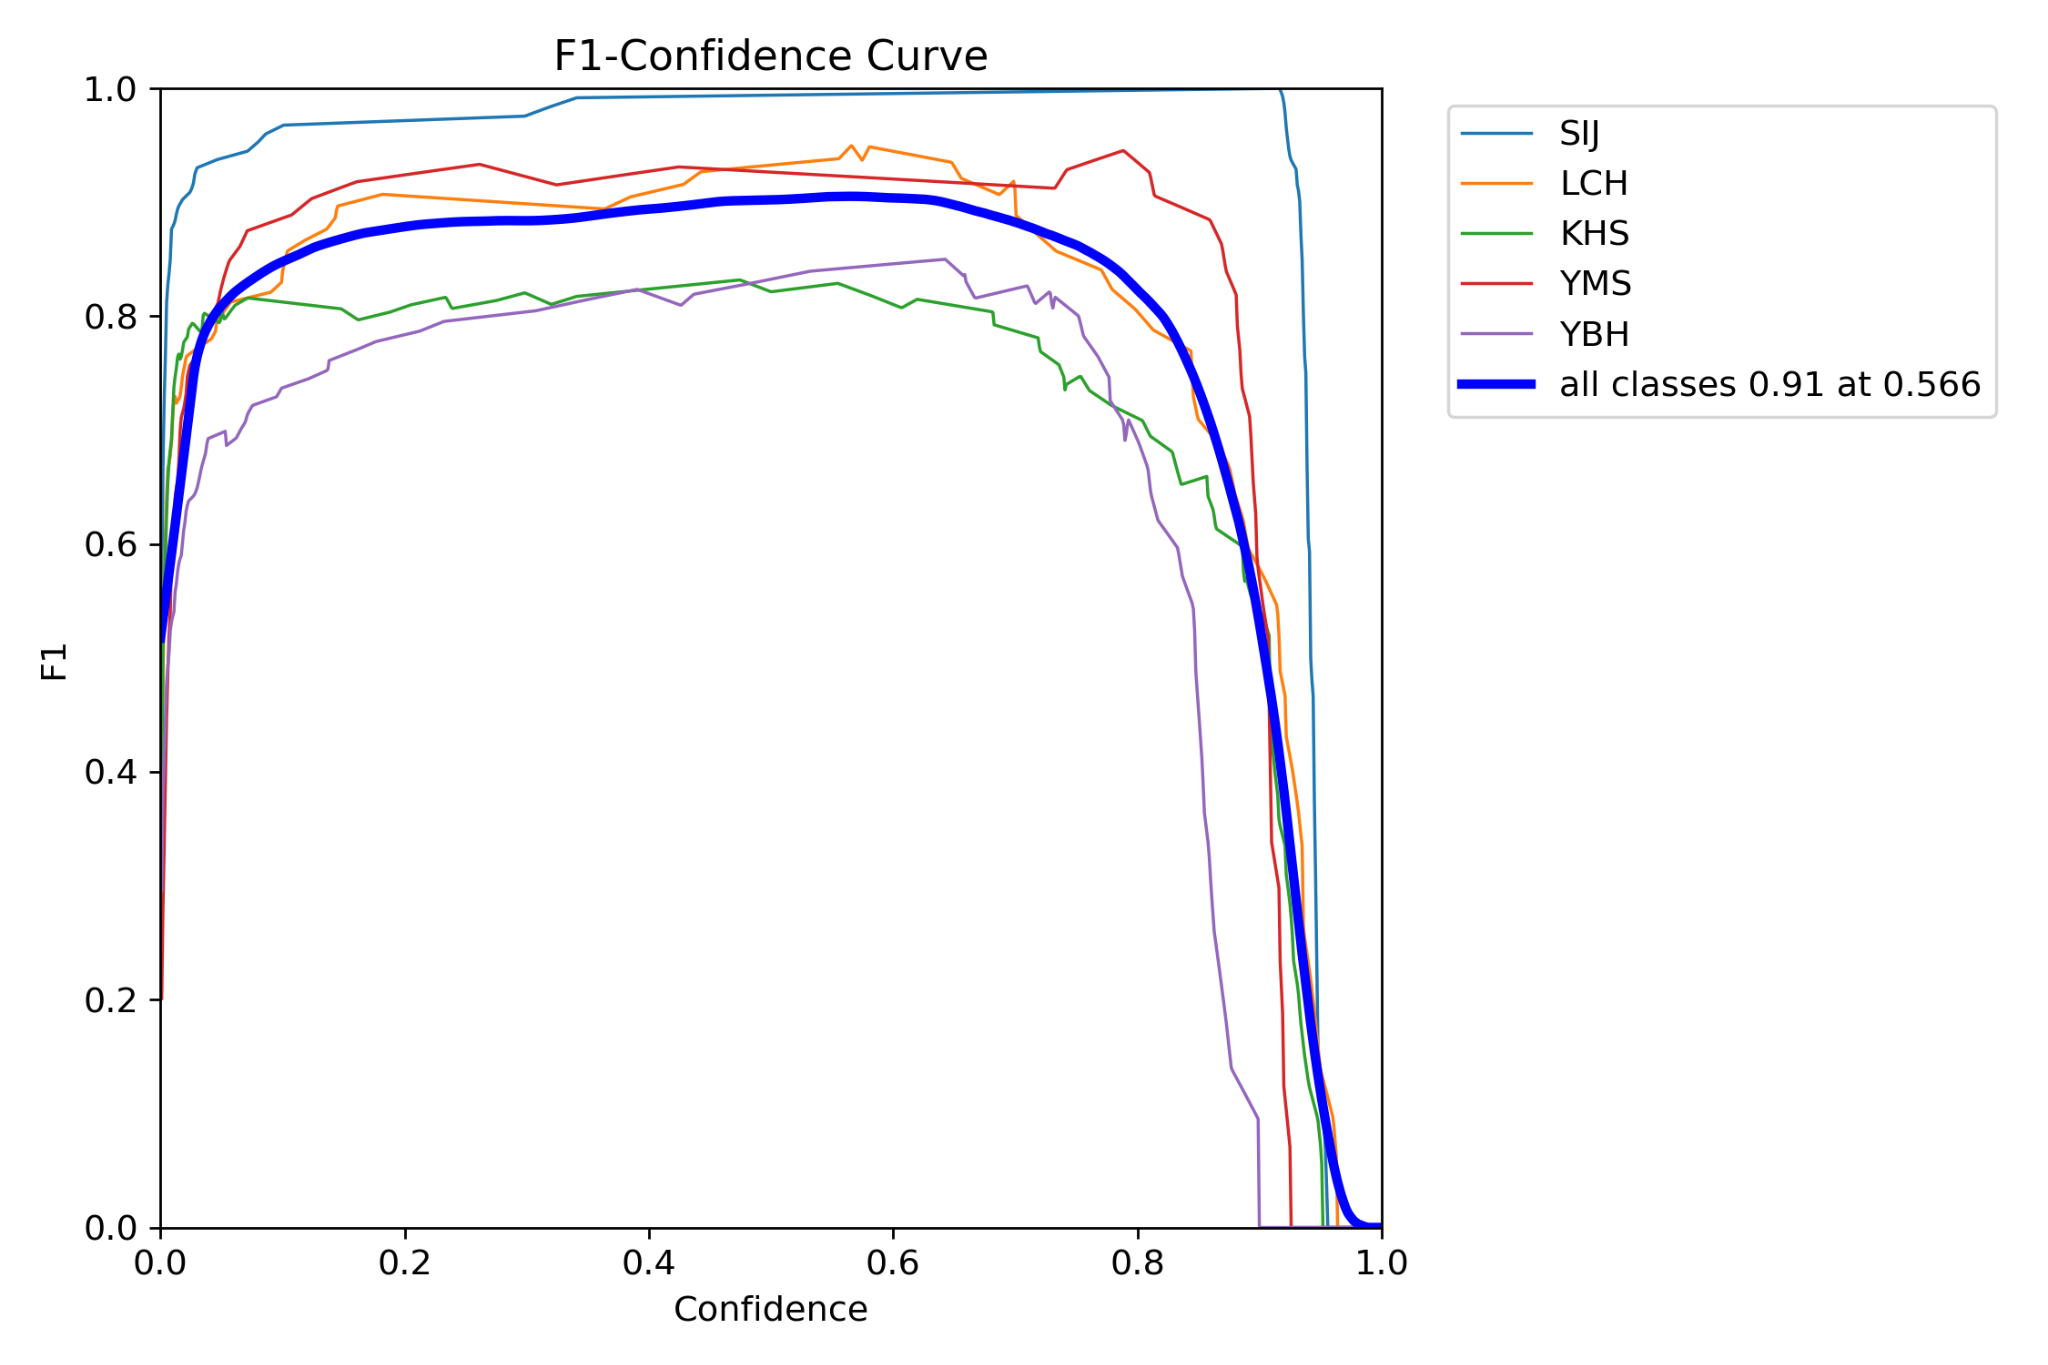 F1-Confidence Curve
1.0
0.8
0.6
0.4
0.2
0.0
F1
0.0 0.2 0.4 0.6 0.8 1.0
Confidence
SIJ
LCH
KHS
YMS
YBH
all classes 0.91 at 0.566